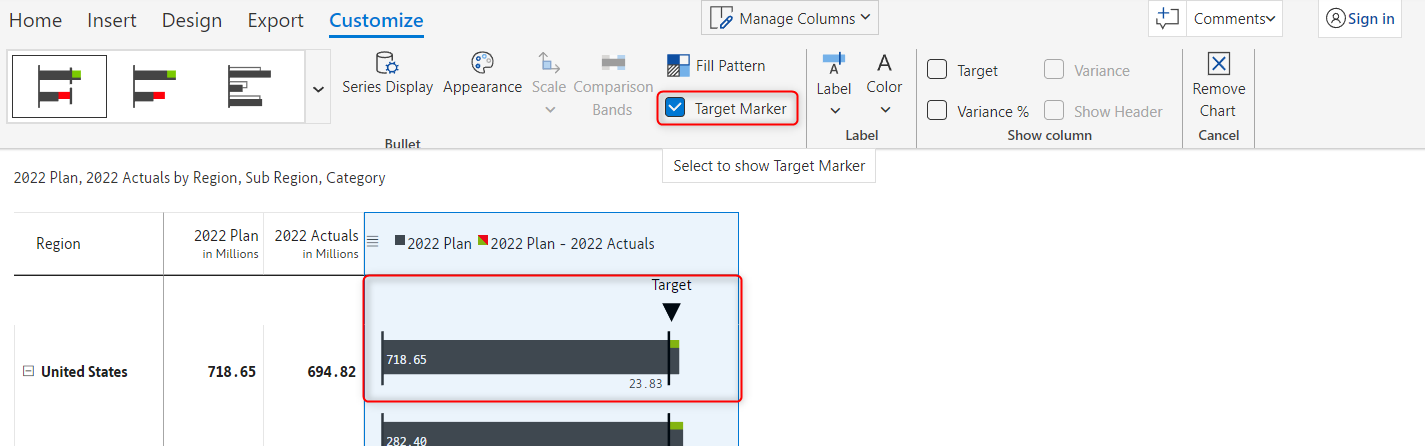 Home Insert Design Export Customize
Manage Columns
Comments
Sign in
Series Display
Appearance
Scale
Comparison
Bands
Fill Pattern
Target Marker
Bullet
A
Label
A
Color
Label
Target
Variance
Variance %
Show Header
Show column
Remove
Chart
Cancel
Select to show Target Marker
2022 Plan, 2022 Actuals by Region, Sub Region, Category
Region
2022 Plan
in Millions
2022 Actuals
in Millions
2022 Plan 2022 Plan - 2022 Actuals
Target
United States 718.65 694.82 718.65
23.83
282.40